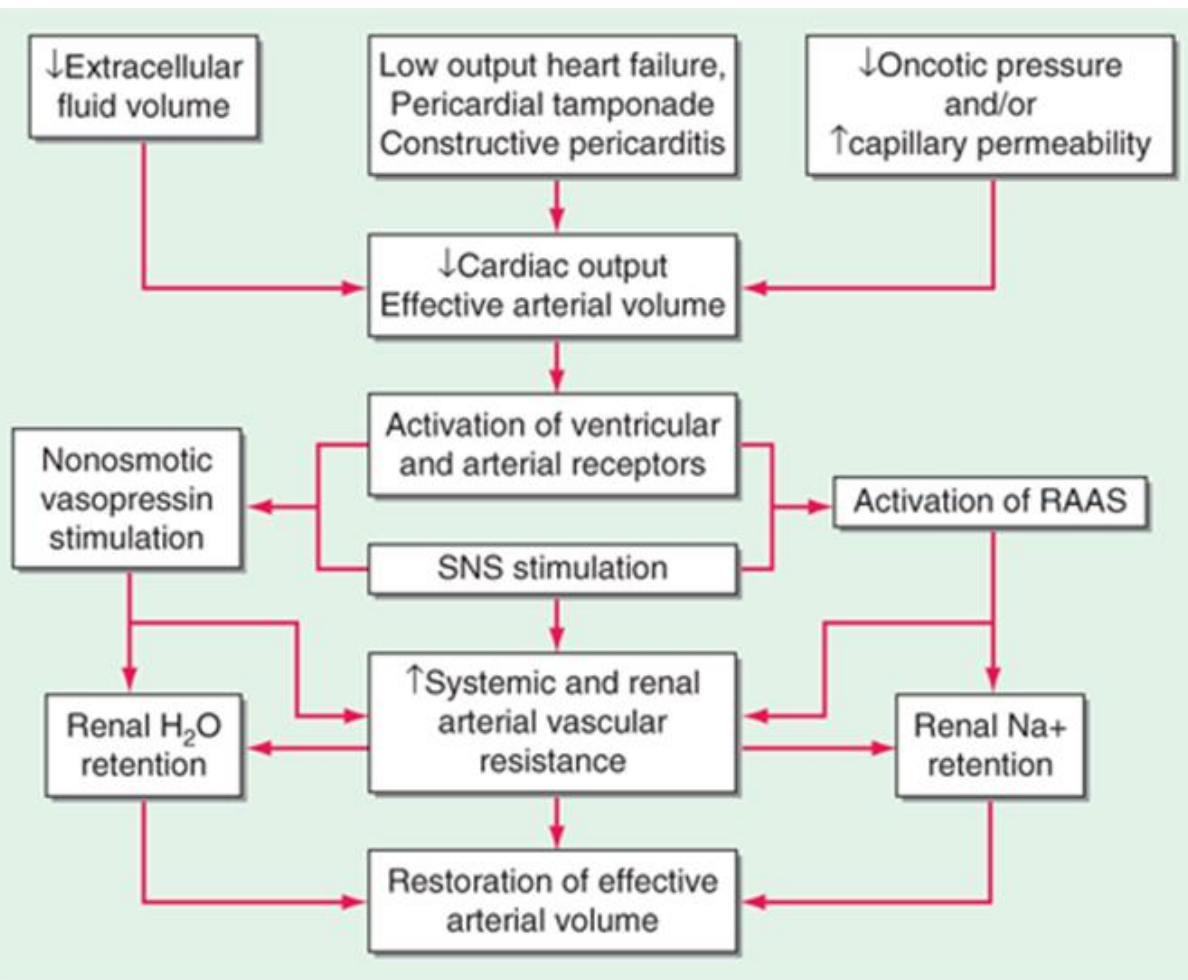 ↓Extracellular
fluid volume
Low output heart failure,
Pericardial tamponade
Constructive pericarditis
↓Oncotic pressure
and/or
↑capillary permeability
↓Cardiac output
Effective arterial volume
Activation of ventricular
and arterial receptors
Nonosmotic
vasopressin
stimulation
Activation of RAAS
SNS stimulation
↑Systemic and renal
arterial vascular
resistance
Renal H₂O
retention
Renal Na+
retention
Restoration of effective
arterial volume